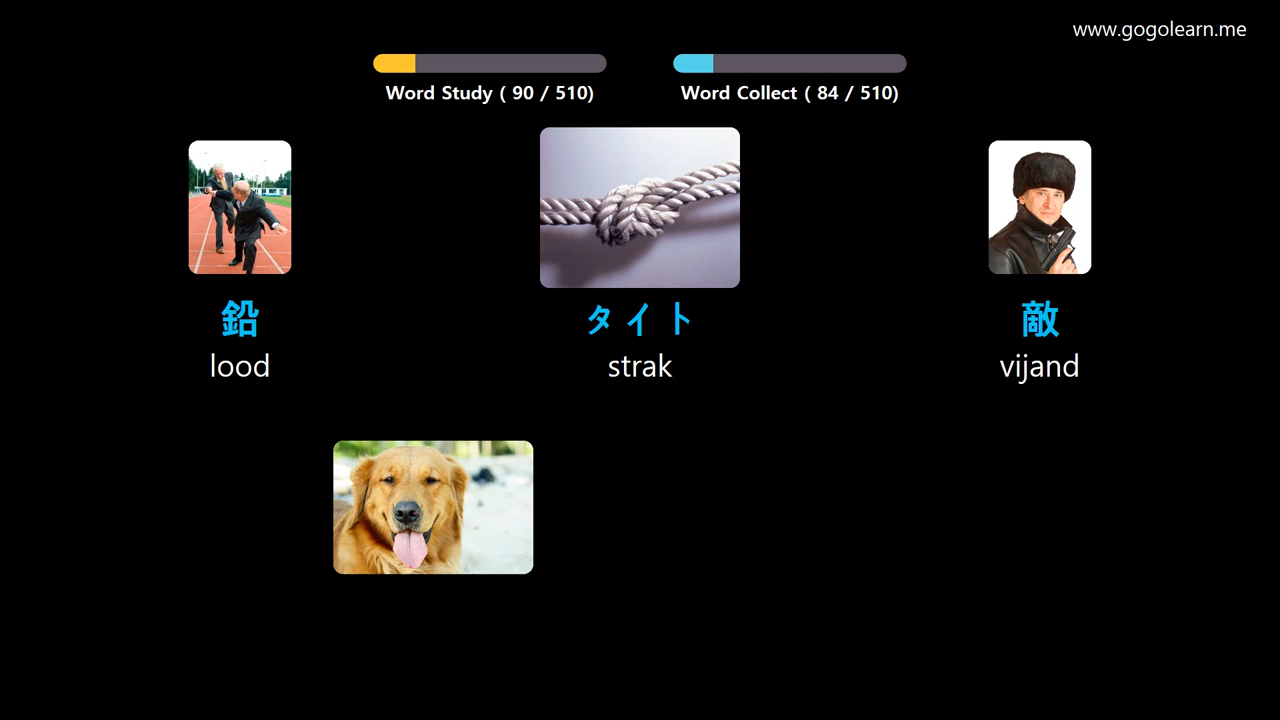 www.gogolearn.me
Word Study ( 90 / 510)
Word Collect ( 84 / 510)
鉛
lood
タイト
strak
敵
vijand